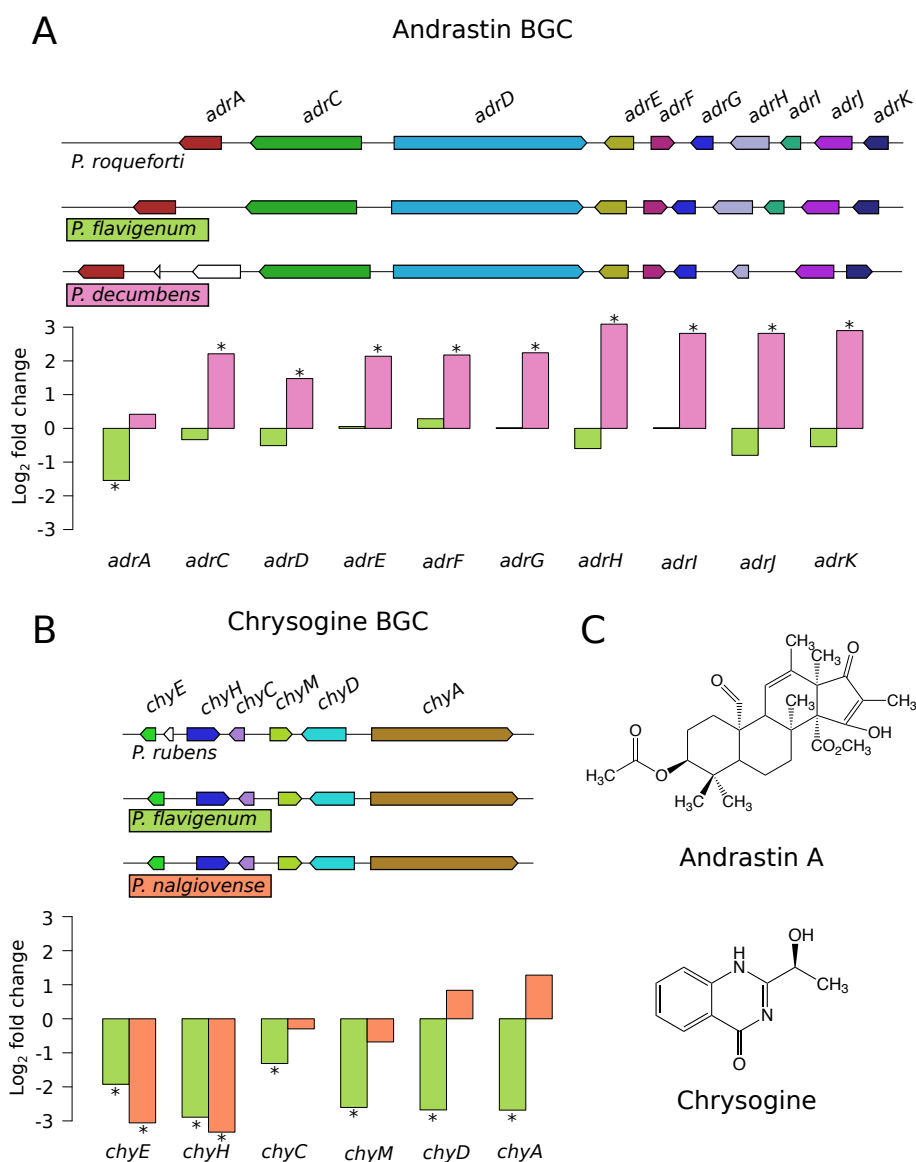 A
Andrastin BGC
adrA adrC adrD adrE adrF adrG adrH adrI adrJ adrK
P. roqueforti
P. flavigenum
P. decumbens
Log2 fold change
3
2
1
0
-1
-2
-3
* * * * * * * * * *
adrA adrC adrD adrE adrF adrG adrH adrI adrJ adrK
B
Chrysogine BGC
chyE chyH chyC chyM chyD chyA
P. rubens
P. flavigenum
P. nalgiovense
Log2 fold change
3
2
1
0
-1
-2
-3
* * * * * * * *
chyE chyH chyC chyM chyD chyA
C
CH3 CH3 O
O
CH3 CH3
OH
O CO2CH3
H3C O
H3C CH3
Andrastin A
OH
H
N
CH3
N
O
Chrysogine